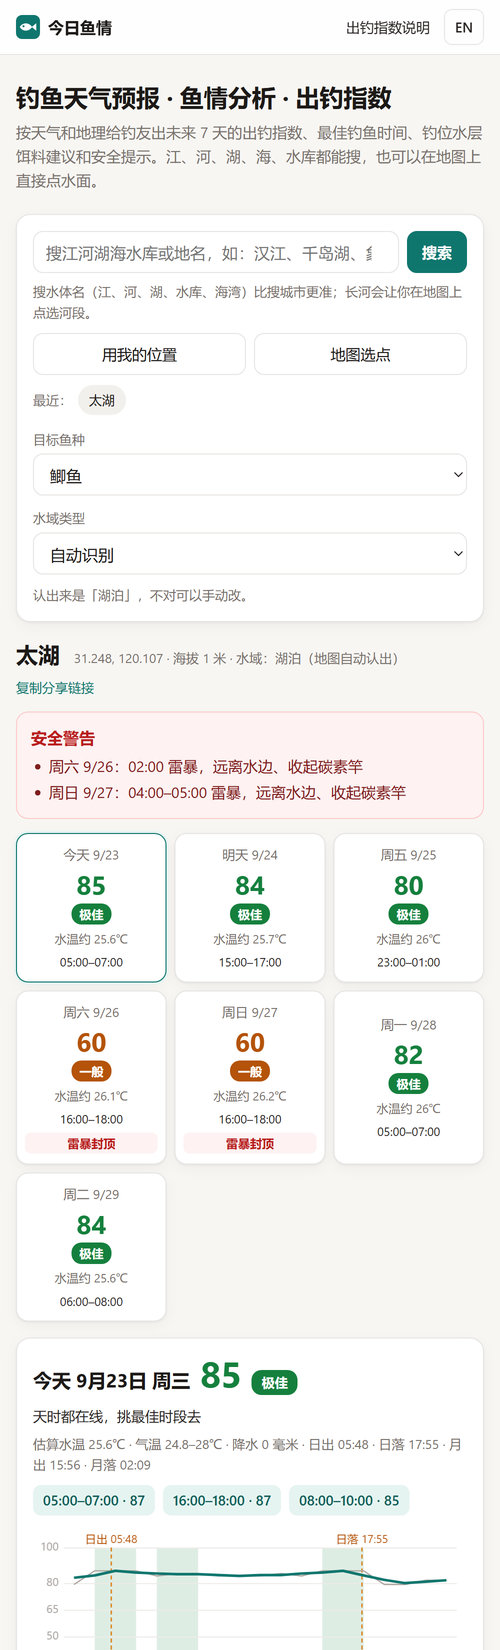 今日鱼情
出钓指数说明
EN
钓鱼天气预报 · 鱼情分析 · 出钓指数
按天气和地理给钓友出未来 7 天的出钓指数、最佳钓鱼时间、钓位水层
饵料建议和安全提示。江、河、湖、海、水库都能搜，也可以在地图上
直接点水面。
搜江河湖海水库或地名，如：汉江、千岛湖、
搜索
搜水体名（江、河、湖、水库、海湾）比搜城市更准；长河会让你在地图上
点选河段。
用我的位置
地图选点
最近：
太湖
目标鱼种
鲫鱼
水域类型
自动识别
认出来是「湖泊」，不对可以手动改。
太湖 31.248, 120.107 · 海拔 1 米 · 水域：湖泊（地图自动认出）
复制分享链接
安全警告
• 周六 9/26：02:00 雷暴，远离水边、收起碳素竿
• 周日 9/27：04:00–05:00 雷暴，远离水边、收起碳素竿
今天 9/23
85
极佳
水温约 25.6℃
05:00–07:00
明天 9/24
84
极佳
水温约 25.7℃
15:00–17:00
周五 9/25
80
极佳
水温约 26℃
23:00–01:00
周六 9/26
60
一般
水温约 26.1℃
16:00–18:00
雷暴封顶
周日 9/27
60
一般
水温约 26.2℃
16:00–18:00
雷暴封顶
周一 9/28
82
极佳
水温约 26℃
05:00–07:00
周二 9/29
84
极佳
水温约 25.6℃
06:00–08:00
今天 9月23日 周三 85 极佳
天时都在线，挑最佳时段去
估算水温 25.6℃ · 气温 24.8–28℃ · 降水 0 毫米 · 日出 05:48 · 日落 17:55 · 月
出 15:56 · 月落 02:09
05:00–07:00 · 87
16:00–18:00 · 87
08:00–10:00 · 85
日出 05:48
日落 17:55
100
80
65
50